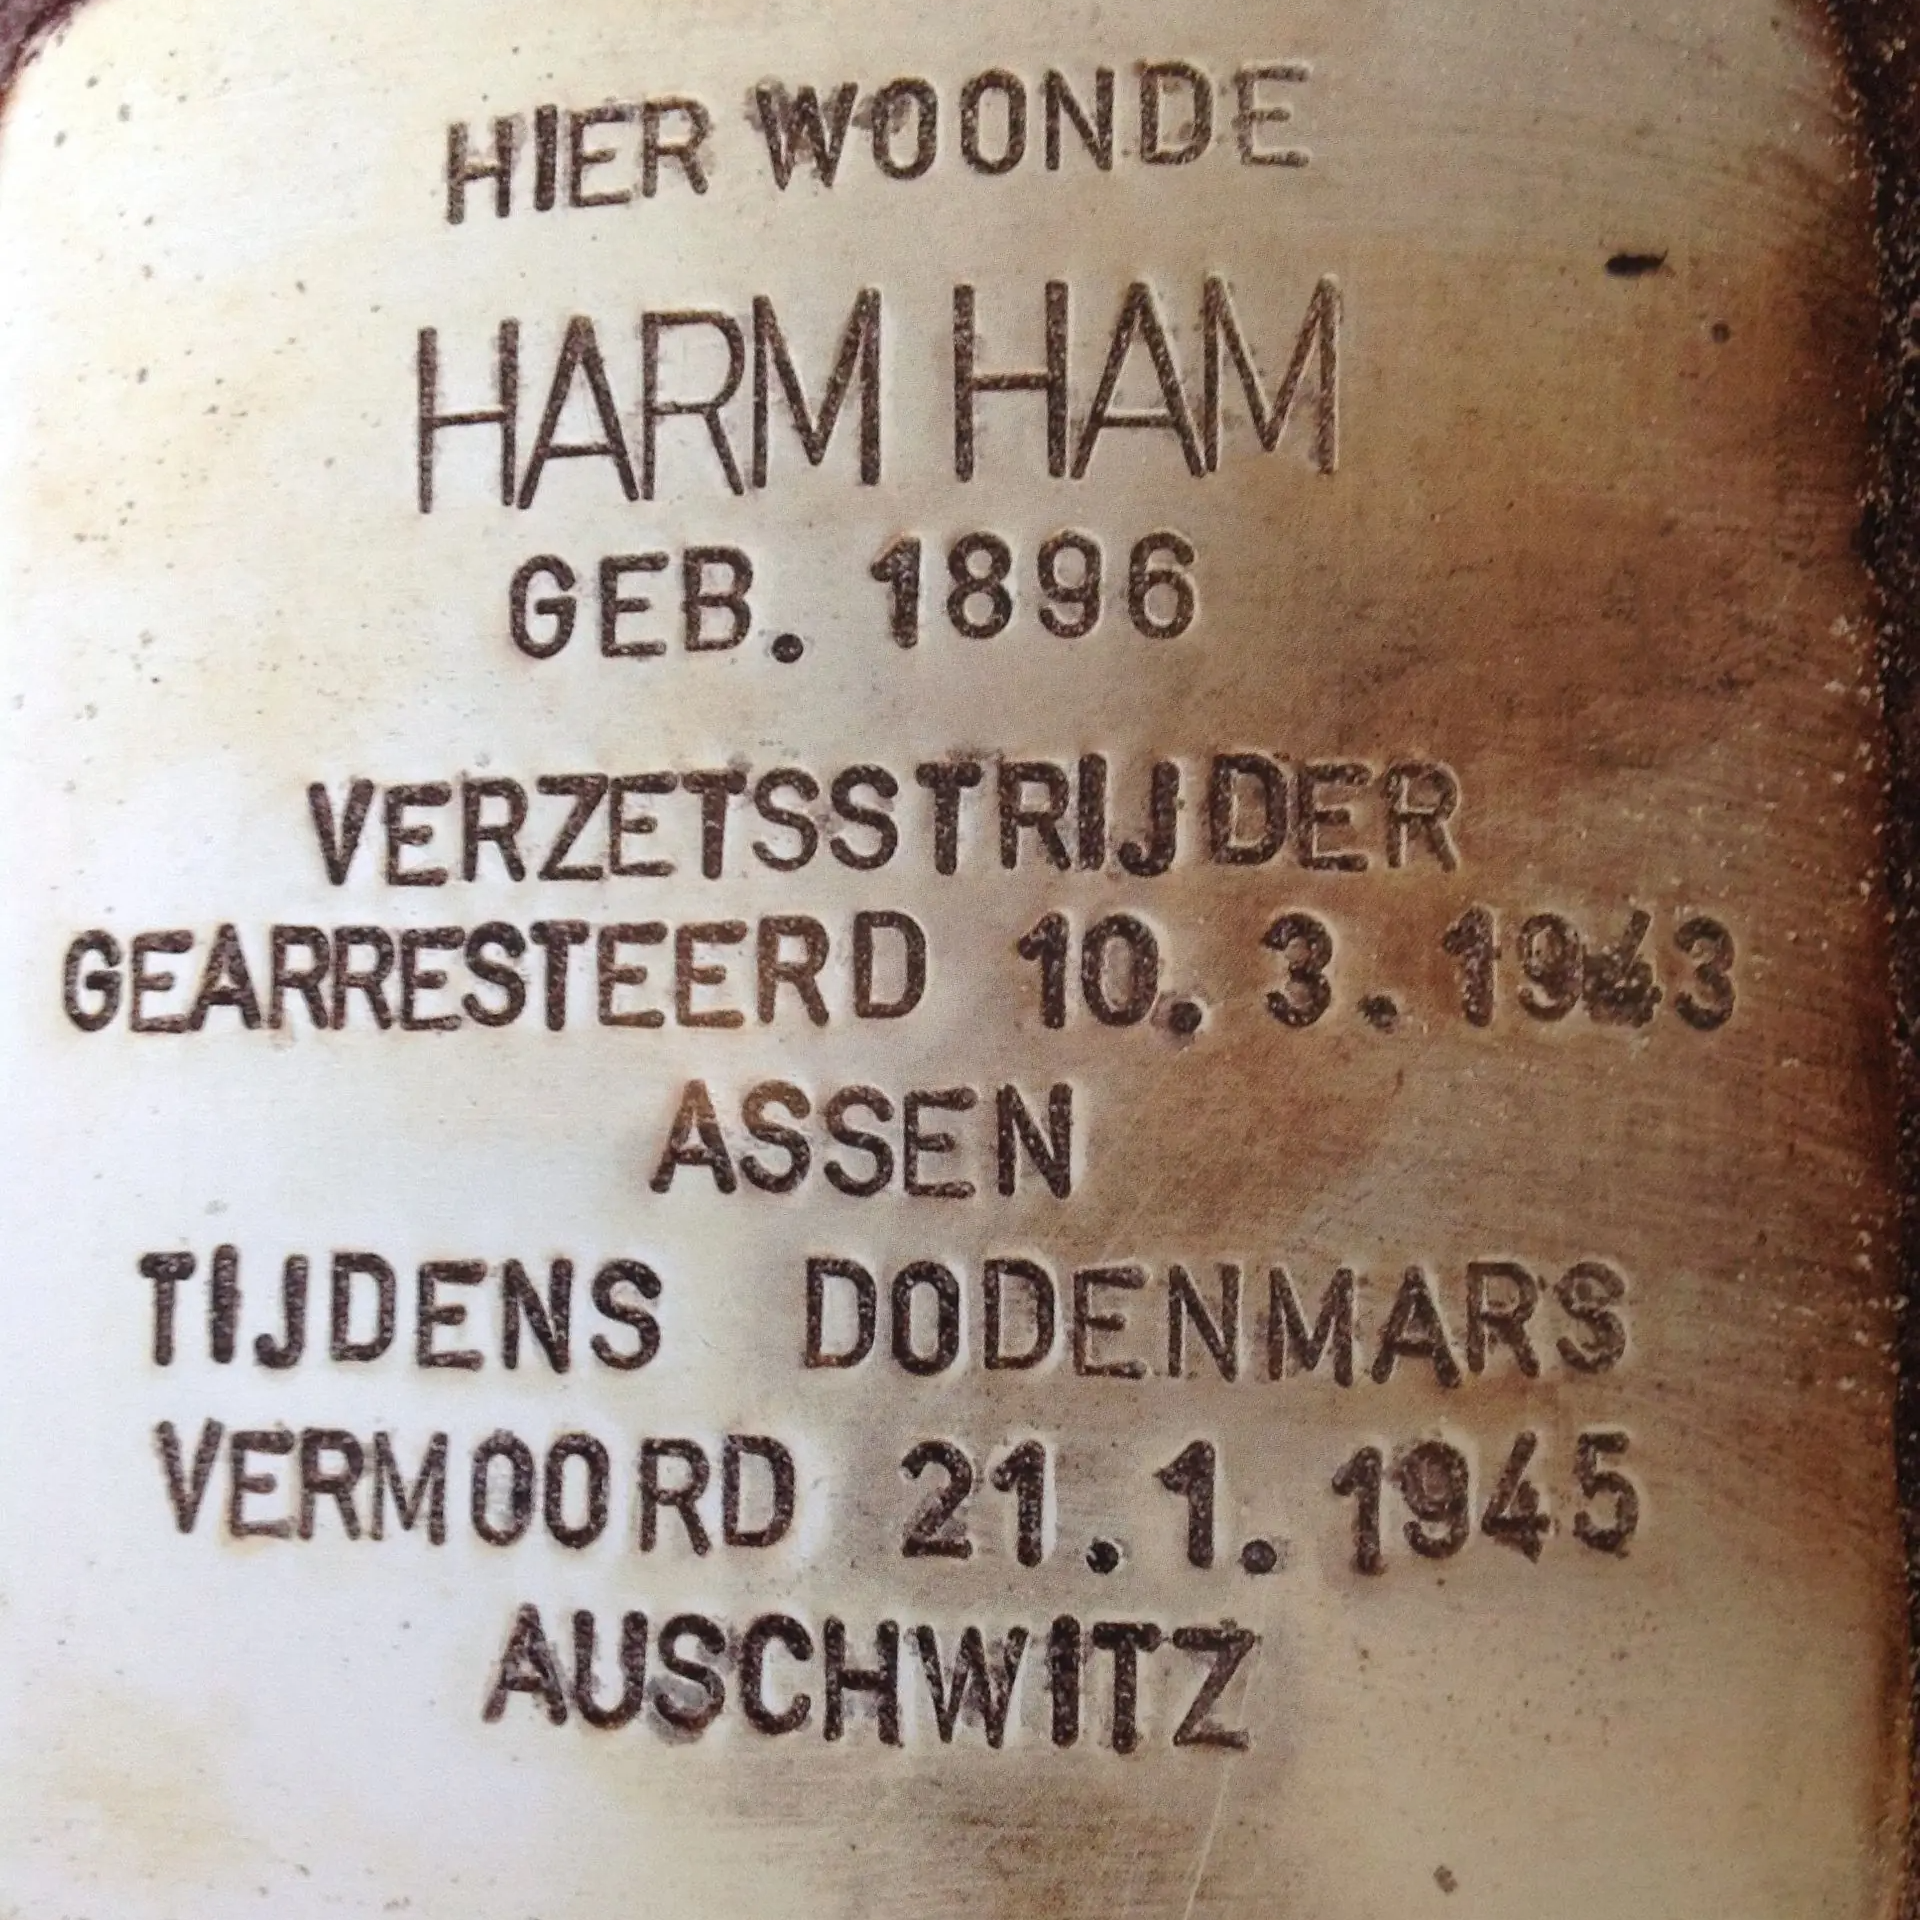 HIER WOONDE
HARM HAM
GEB. 1896
VERZETSSTRIJDER
GEARRESTEERD 10.3.1943
ASSEN
TIJDENS DODENMARS
VERMOORD 21.1.1945
AUSCHWITZ